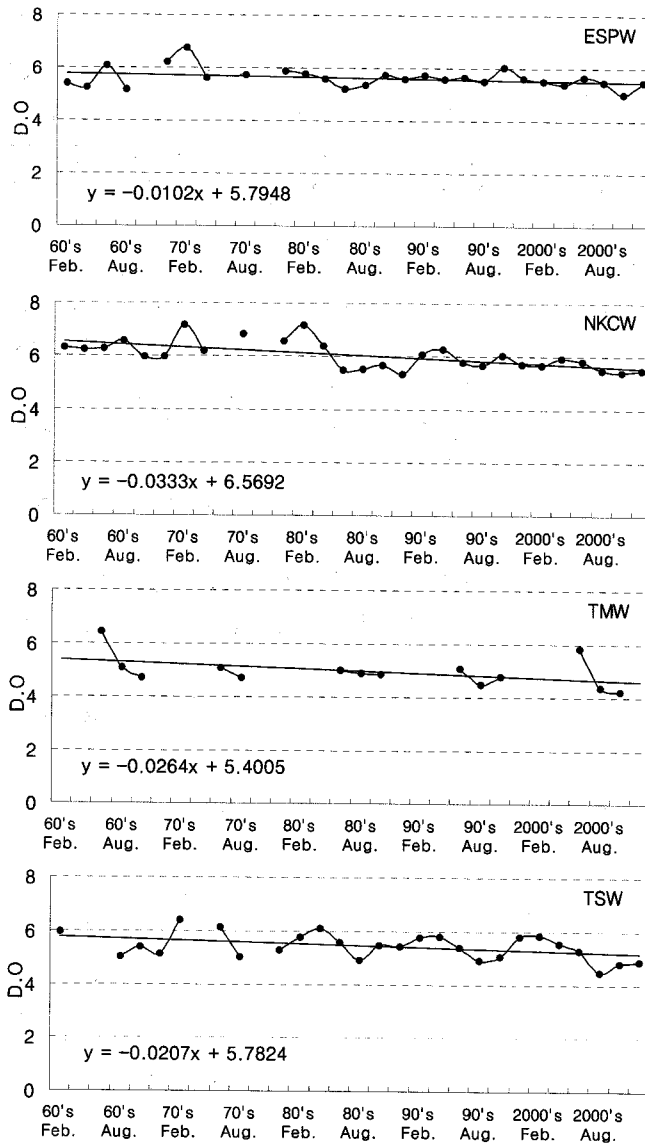 8
ESPW
6
D.O
4
2
y = −0.0102x + 5.7948
0
60's 60's 70's 70's 80's 80's 90's 90's 2000's 2000's
Feb. Aug. Feb. Aug. Feb. Aug. Feb. Aug. Feb. Aug.
8
NKCW
6
D.O
4
2
y = −0.0333x + 6.5692
0
60's 60's 70's 70's 80's 80's 90's 90's 2000's 2000's
Feb. Aug. Feb. Aug. Feb. Aug. Feb. Aug. Feb. Aug.
8
TMW
6
D.O
4
2
y = −0.0264x + 5.4005
0
60's 60's 70's 70's 80's 80's 90's 90's 2000's 2000's
Feb. Aug. Feb. Aug. Feb. Aug. Feb. Aug. Feb. Aug.
8
TSW
6
D.O
4
2
y = −0.0207x + 5.7824
0
60's 60's 70's 70's 80's 80's 90's 90's 2000's 2000's
Feb. Aug. Feb. Aug. Feb. Aug. Feb. Aug. Feb. Aug.